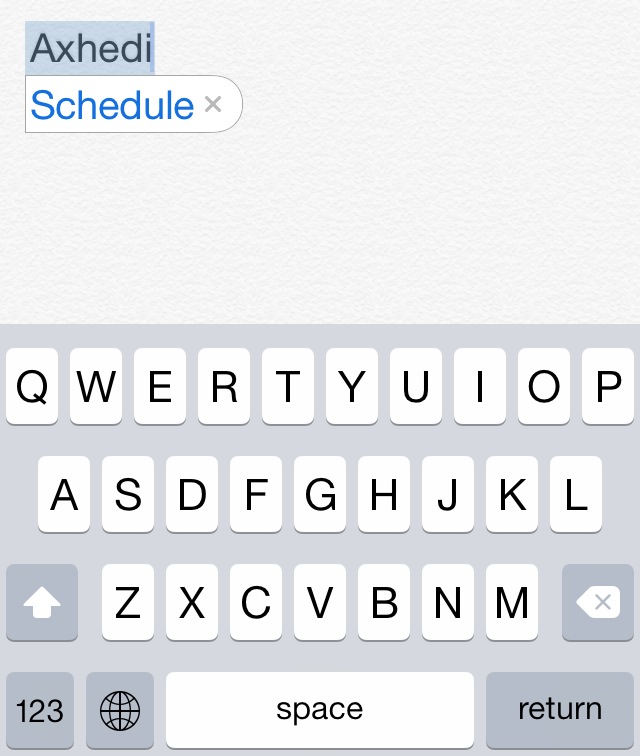 Axhedi
Schedule ×
Q W E R T Y U I O P
A S D F G H J K L
Z X C V B N M
123 space return